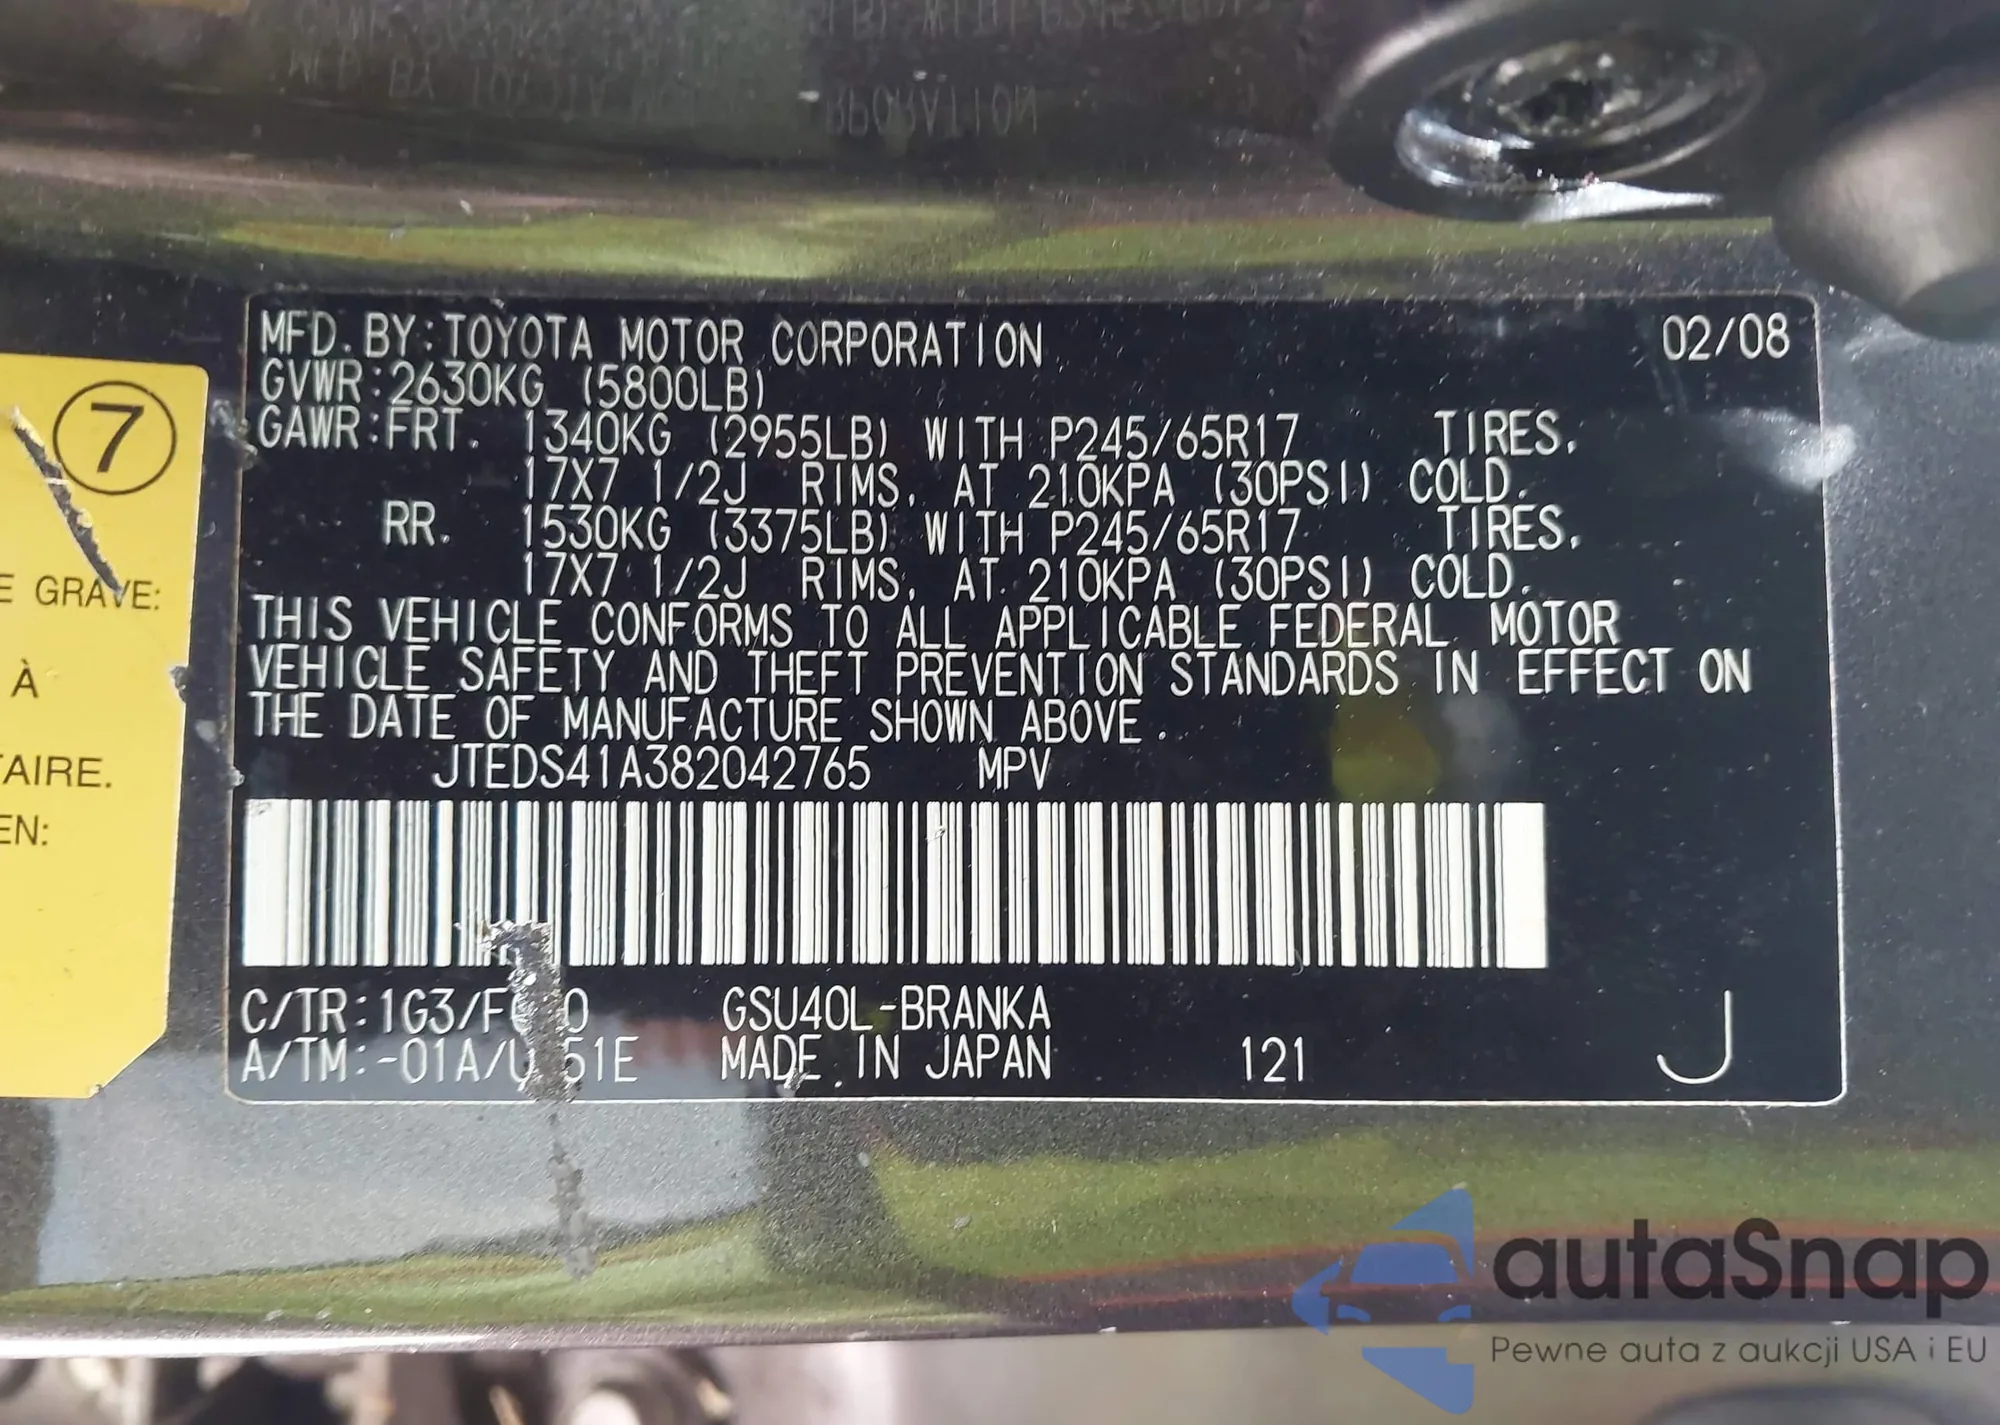 7
E GRAVE:
À
TAIRE.
EN:
MFD. BY:TOYOTA MOTOR CORPORATION 02/08
GVWR:2630KG (5800LB)
GAWR:FRT. 1340KG (2955LB) WITH P245/65R17 TIRES.
17X7 1/2J RIMS, AT 210KPA (30PSI) COLD.
RR. 1530KG (3375LB) WITH P245/65R17 TIRES.
17X7 1/2J RIMS, AT 210KPA (30PSI) COLD.
THIS VEHICLE CONFORMS TO ALL APPLICABLE FEDERAL MOTOR
VEHICLE SAFETY AND THEFT PREVENTION STANDARDS IN EFFECT ON
THE DATE OF MANUFACTURE SHOWN ABOVE.
JTEDS41A382042765 MPV
C/TR:1G3/ GSU40L-BRANKA
A/TM:-01A/ MADE IN JAPAN 121 J
autaSnap
Pewne auta z aukcji USA i EU